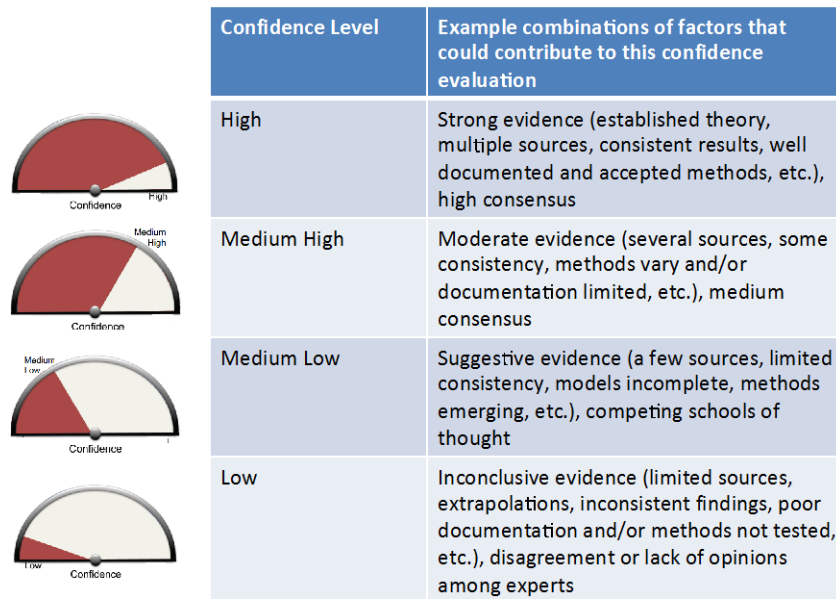 Confidence Level
Example combinations of factors that
could contribute to this confidence
evaluation
High
Confidence
High
Strong evidence (established theory,
multiple sources, consistent results, well
documented and accepted methods, etc.),
high consensus
Medium
High
Confidence
Medium High
Moderate evidence (several sources, some
consistency, methods vary and/or
documentation limited, etc.), medium
consensus
Medium
Low
Confidence
Medium Low
Suggestive evidence (a few sources, limited
consistency, models incomplete, methods
emerging, etc.), competing schools of
thought
Low
Confidence
Low
Inconclusive evidence (limited sources,
extrapolations, inconsistent findings, poor
documentation and/or methods not tested,
etc.), disagreement or lack of opinions
among experts